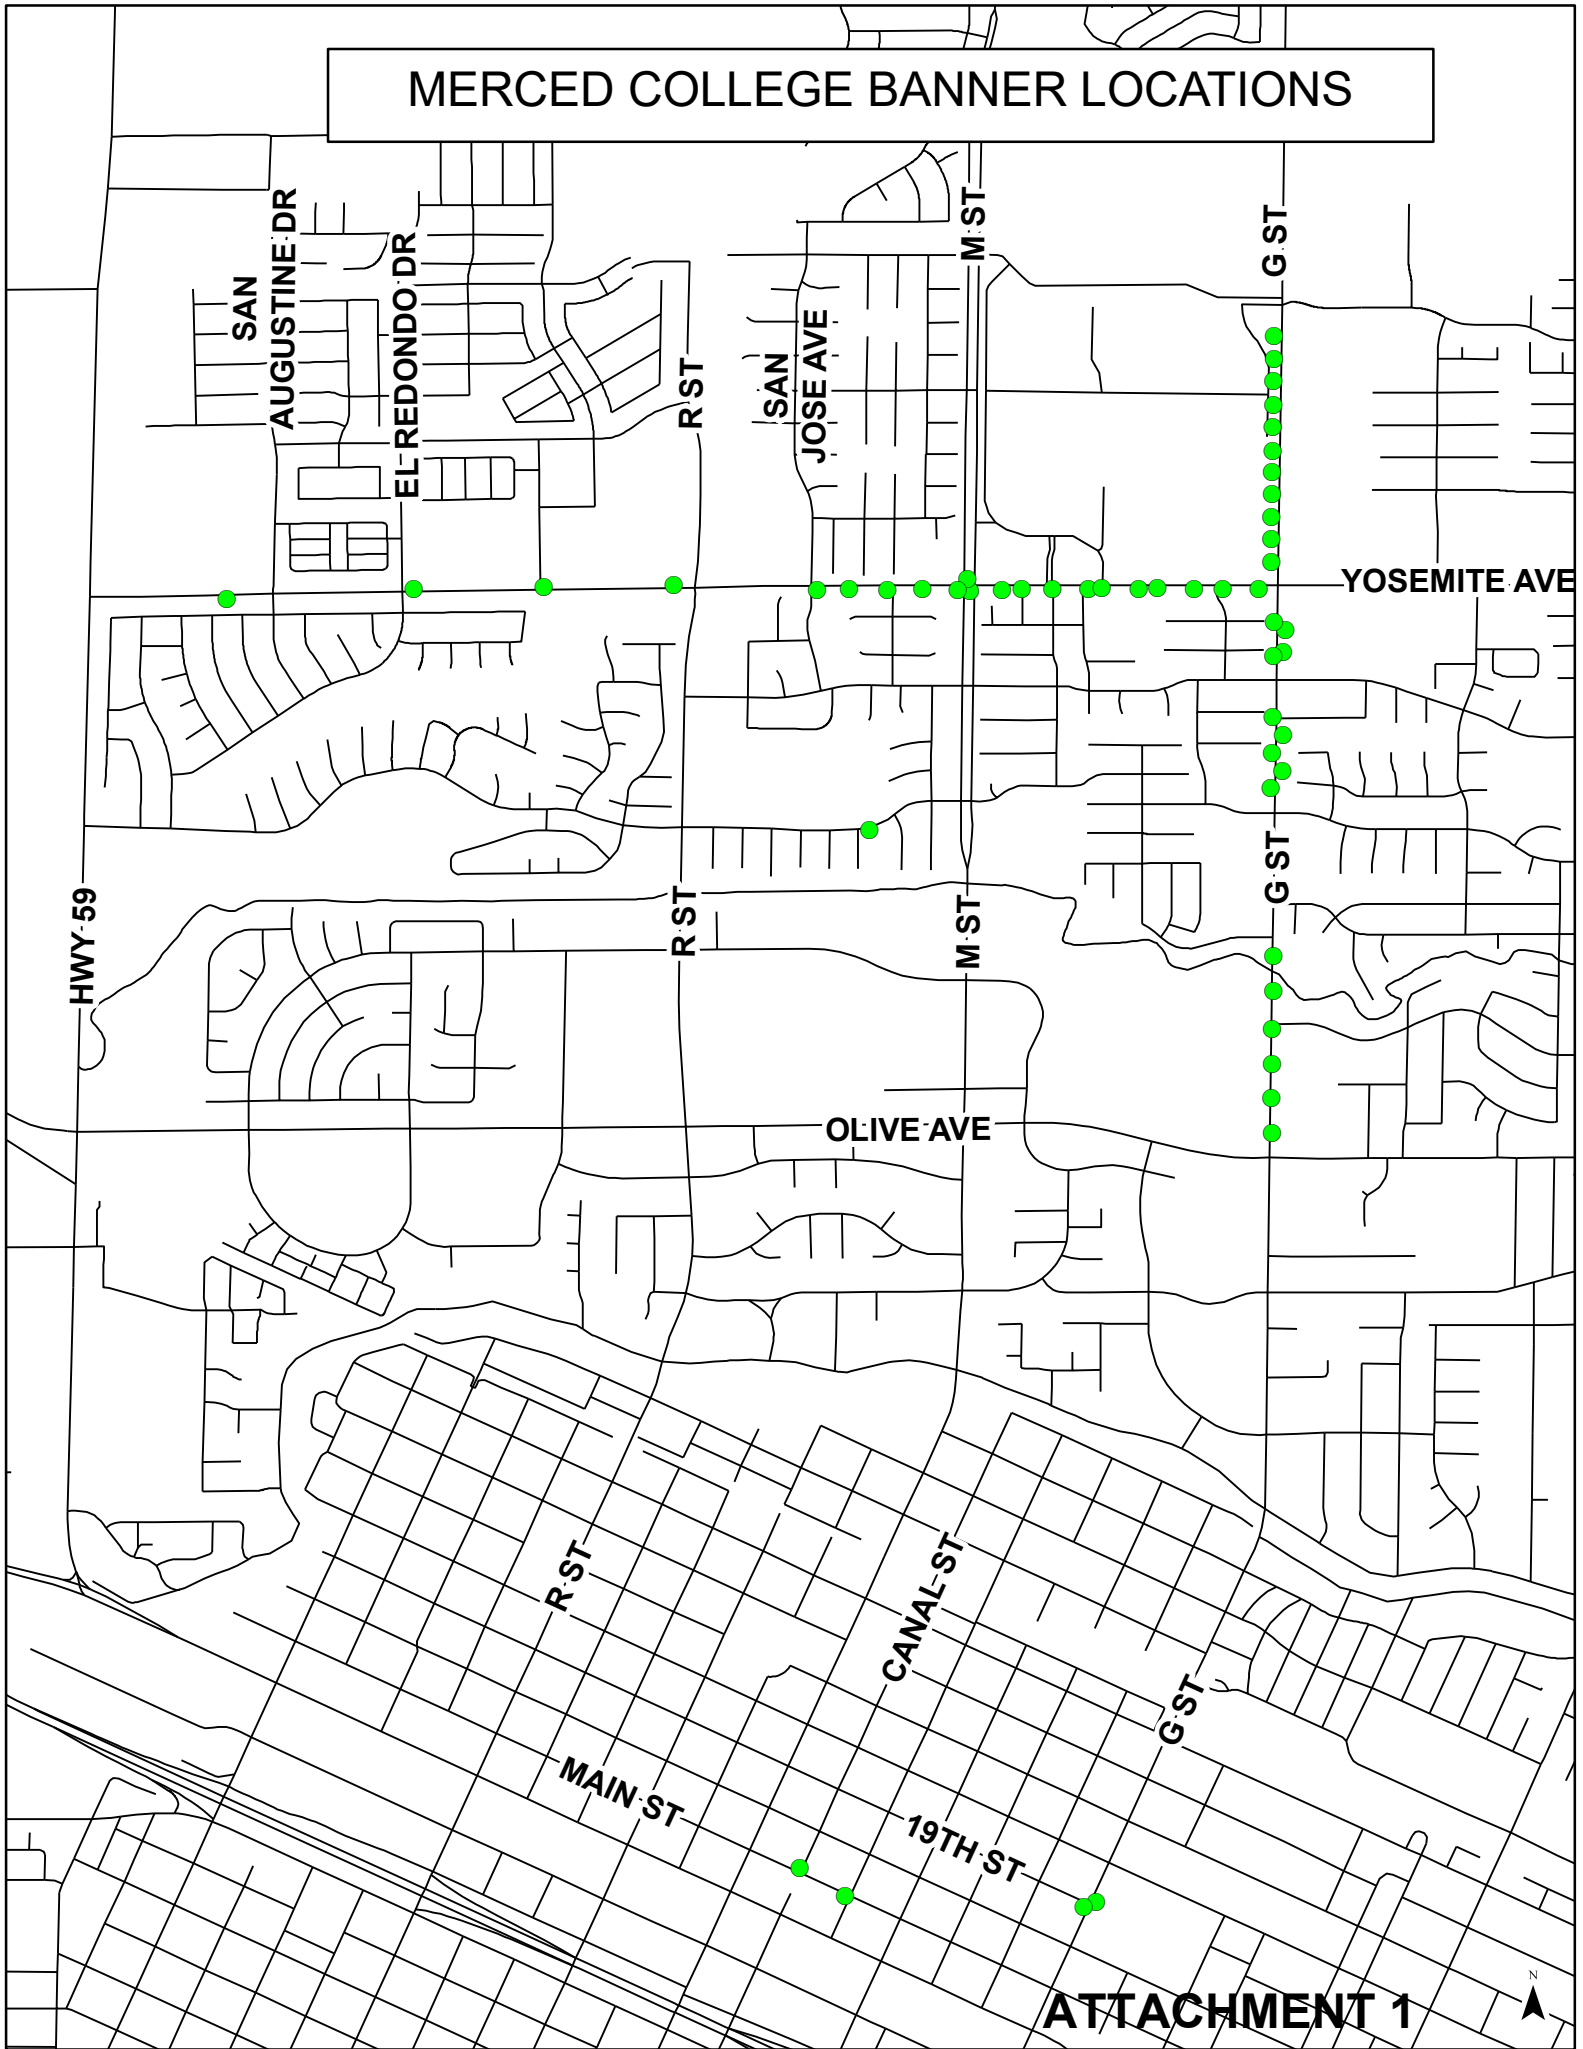 MERCED COLLEGE BANNER LOCATIONS
M ST
G ST
SAN
AUGUSTINE DR
EL REDONDO DR
SAN
JOSE AVE
R ST
YOSEMITE AVE
G ST
HWY 59
R ST
M ST
OLIVE AVE
R ST
CANAL ST
G ST
MAIN ST
19TH ST
N
ATTACHMENT 1